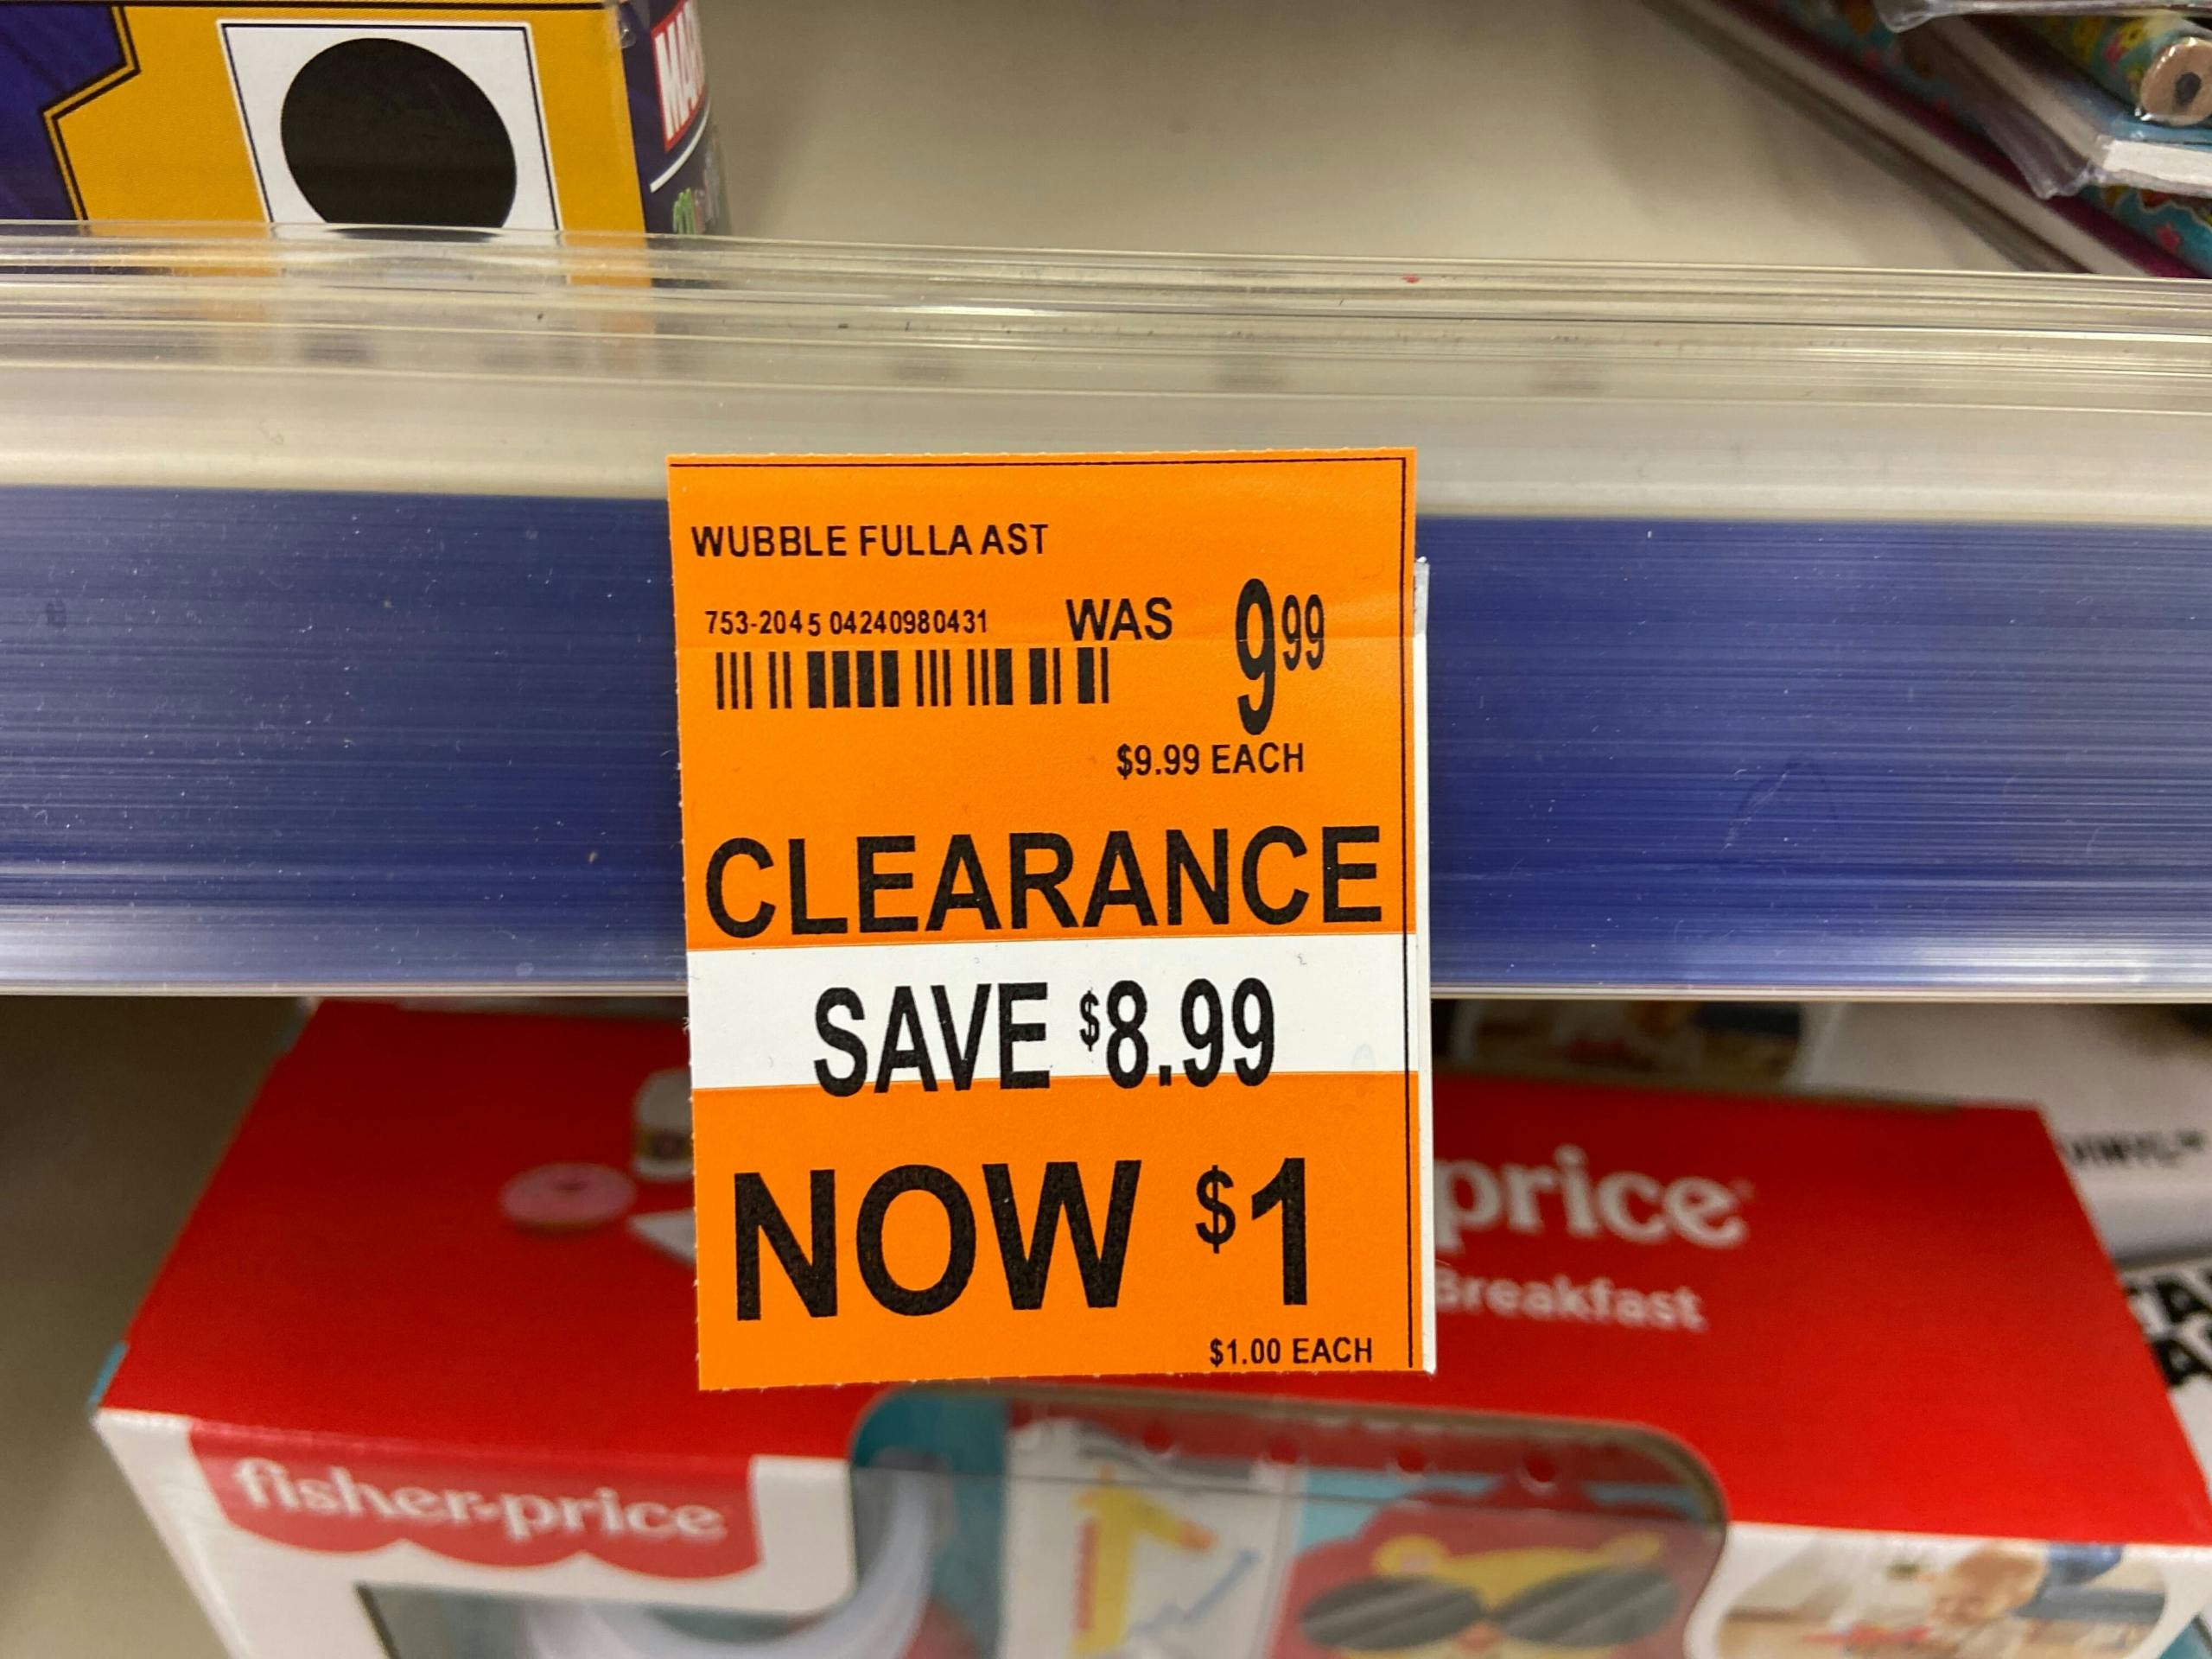 WUBBLE FULLA AST
753-2045 04240980431 WAS 9.99
$9.99 EACH
CLEARANCE
SAVE $8.99
NOW $1
$1.00 EACH
price
Breakfast
fisher-price